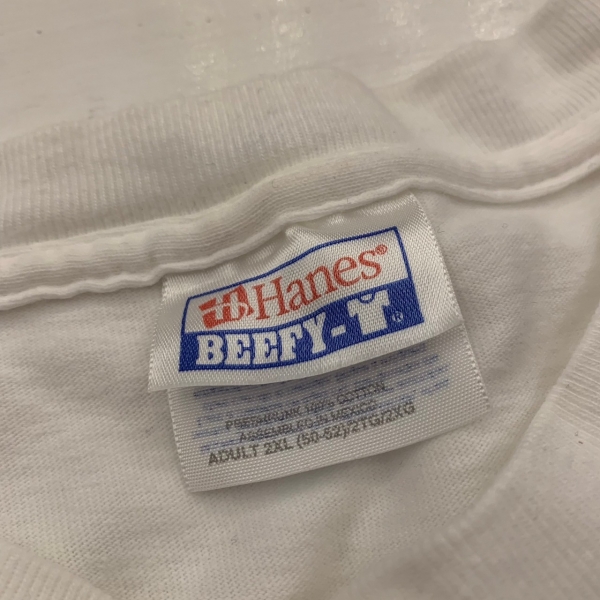 Hanes®
BEEFY-T®
PRESHRUNK 100% COTTON
ASSEMBLED IN MEXICO
ADULT 2XL (50-52)/2TG/2XG